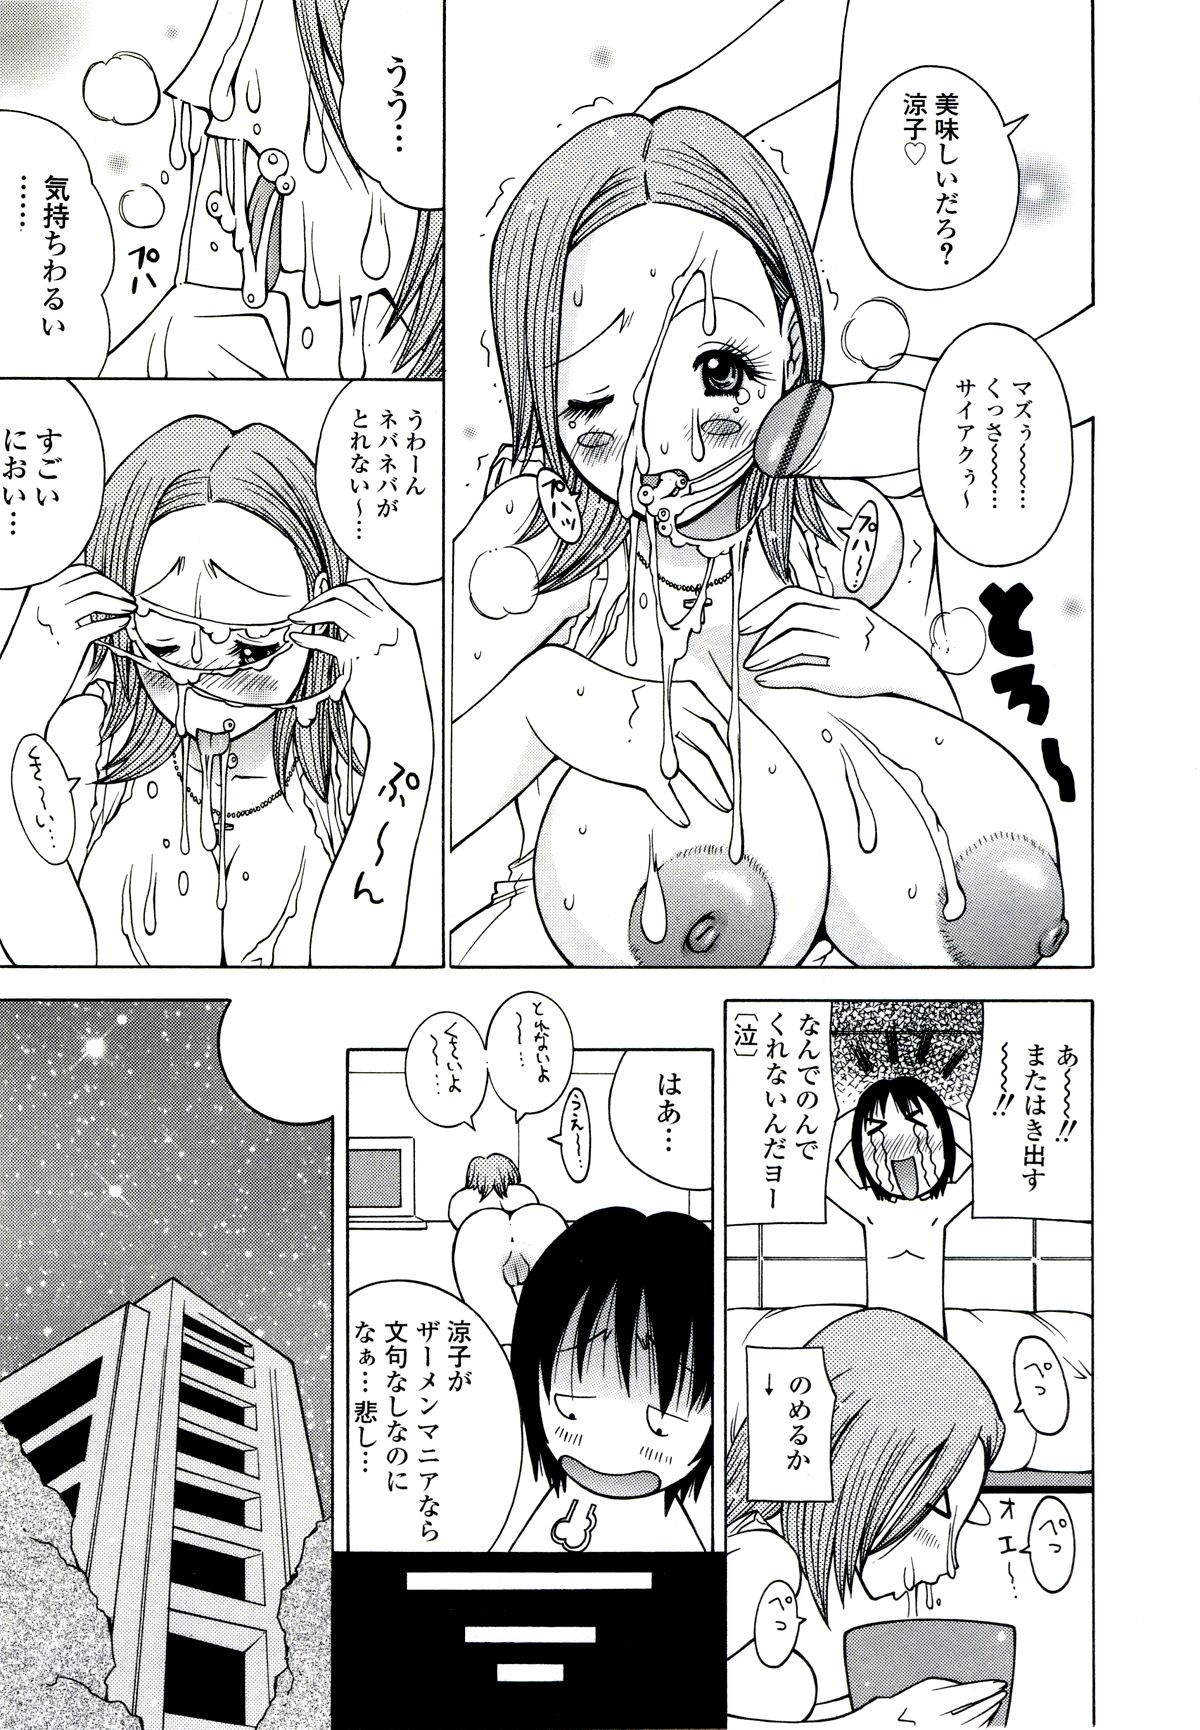 美味しいだろ?
涼子♡
マズぅ〜〜〜……
くっさ〜〜〜……
サイアクぅ〜
プハッ
プハ〜…
とろ〜
うう…
気持ちわるい
……
プハ
うわーん
ネバネバが
とれない〜…
すごい
におい…
くさ〜い…
ぷ〜ん
あ〜〜〜!!
またはき出す
〜〜〜!!
なんでのんで
くれないんだヨー
〔泣〕
のめるか
↓
ぺっ
ぺっ
オエ〜…
ぺっ
はあ…
とれないよ
〜〜…
くさいよ
〜〜…
うえ〜…
涼子が
ザーメンマニアなら
文句なしなのに
なぁ…悲し…